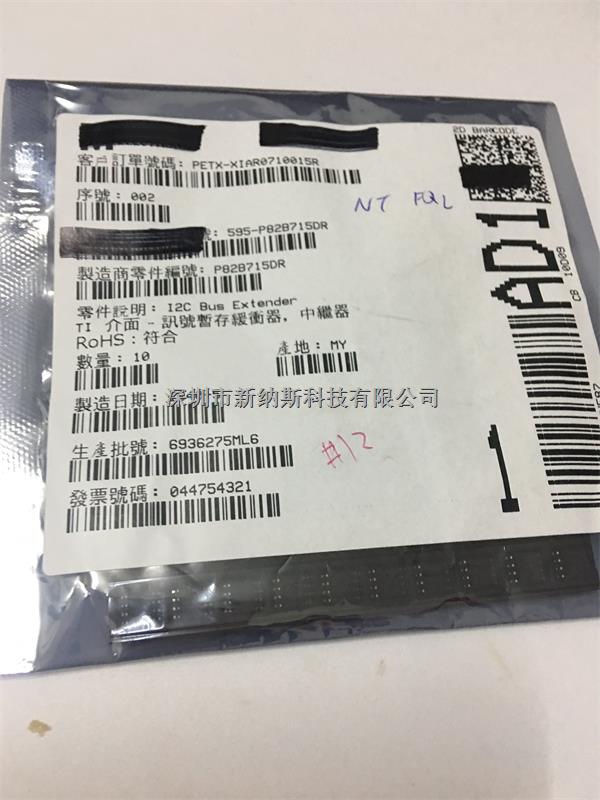 2D BARCODE
客戶訂單號碼: PETX-XIAR0710015R
序號: 002
NT FQL
號: 595-P82B715DR
製造商零件編號: P82B715DR
零件說明: I2C Bus Extender
TI 介面 - 訊號暫存緩衝器, 中繼器
RoHS: 符合
數量: 10
產地: MY
製造日期:
深圳市新纳斯科技有限公司
生產批號: 6936275ML6
#12
發票號碼: 044754321
AD1
CB 10D09
1